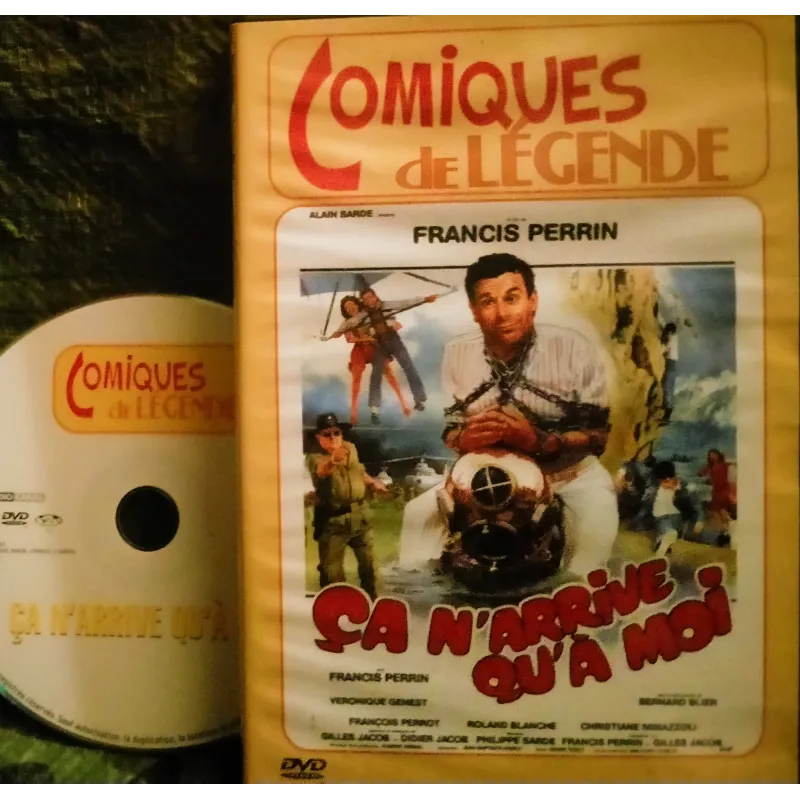 COMIQUES
de LÉGENDE
ALAIN SARDE
FRANCIS PERRIN
ÇA N'ARRIVE
QU'À MOI
FRANCIS PERRIN
VERONIQUE GENEST
BERNARD BLIER
FRANÇOIS PERROT
ROLAND BLANCHE
CHRISTIANE
GILLES JACOB
DIDIER JACOB
PHILIPPE SARDE
FRANCIS PERRIN
GILLES JACOB
DVD
COMIQUES
de LÉGENDE
DVD
ÇA N'ARRIVE QU'À